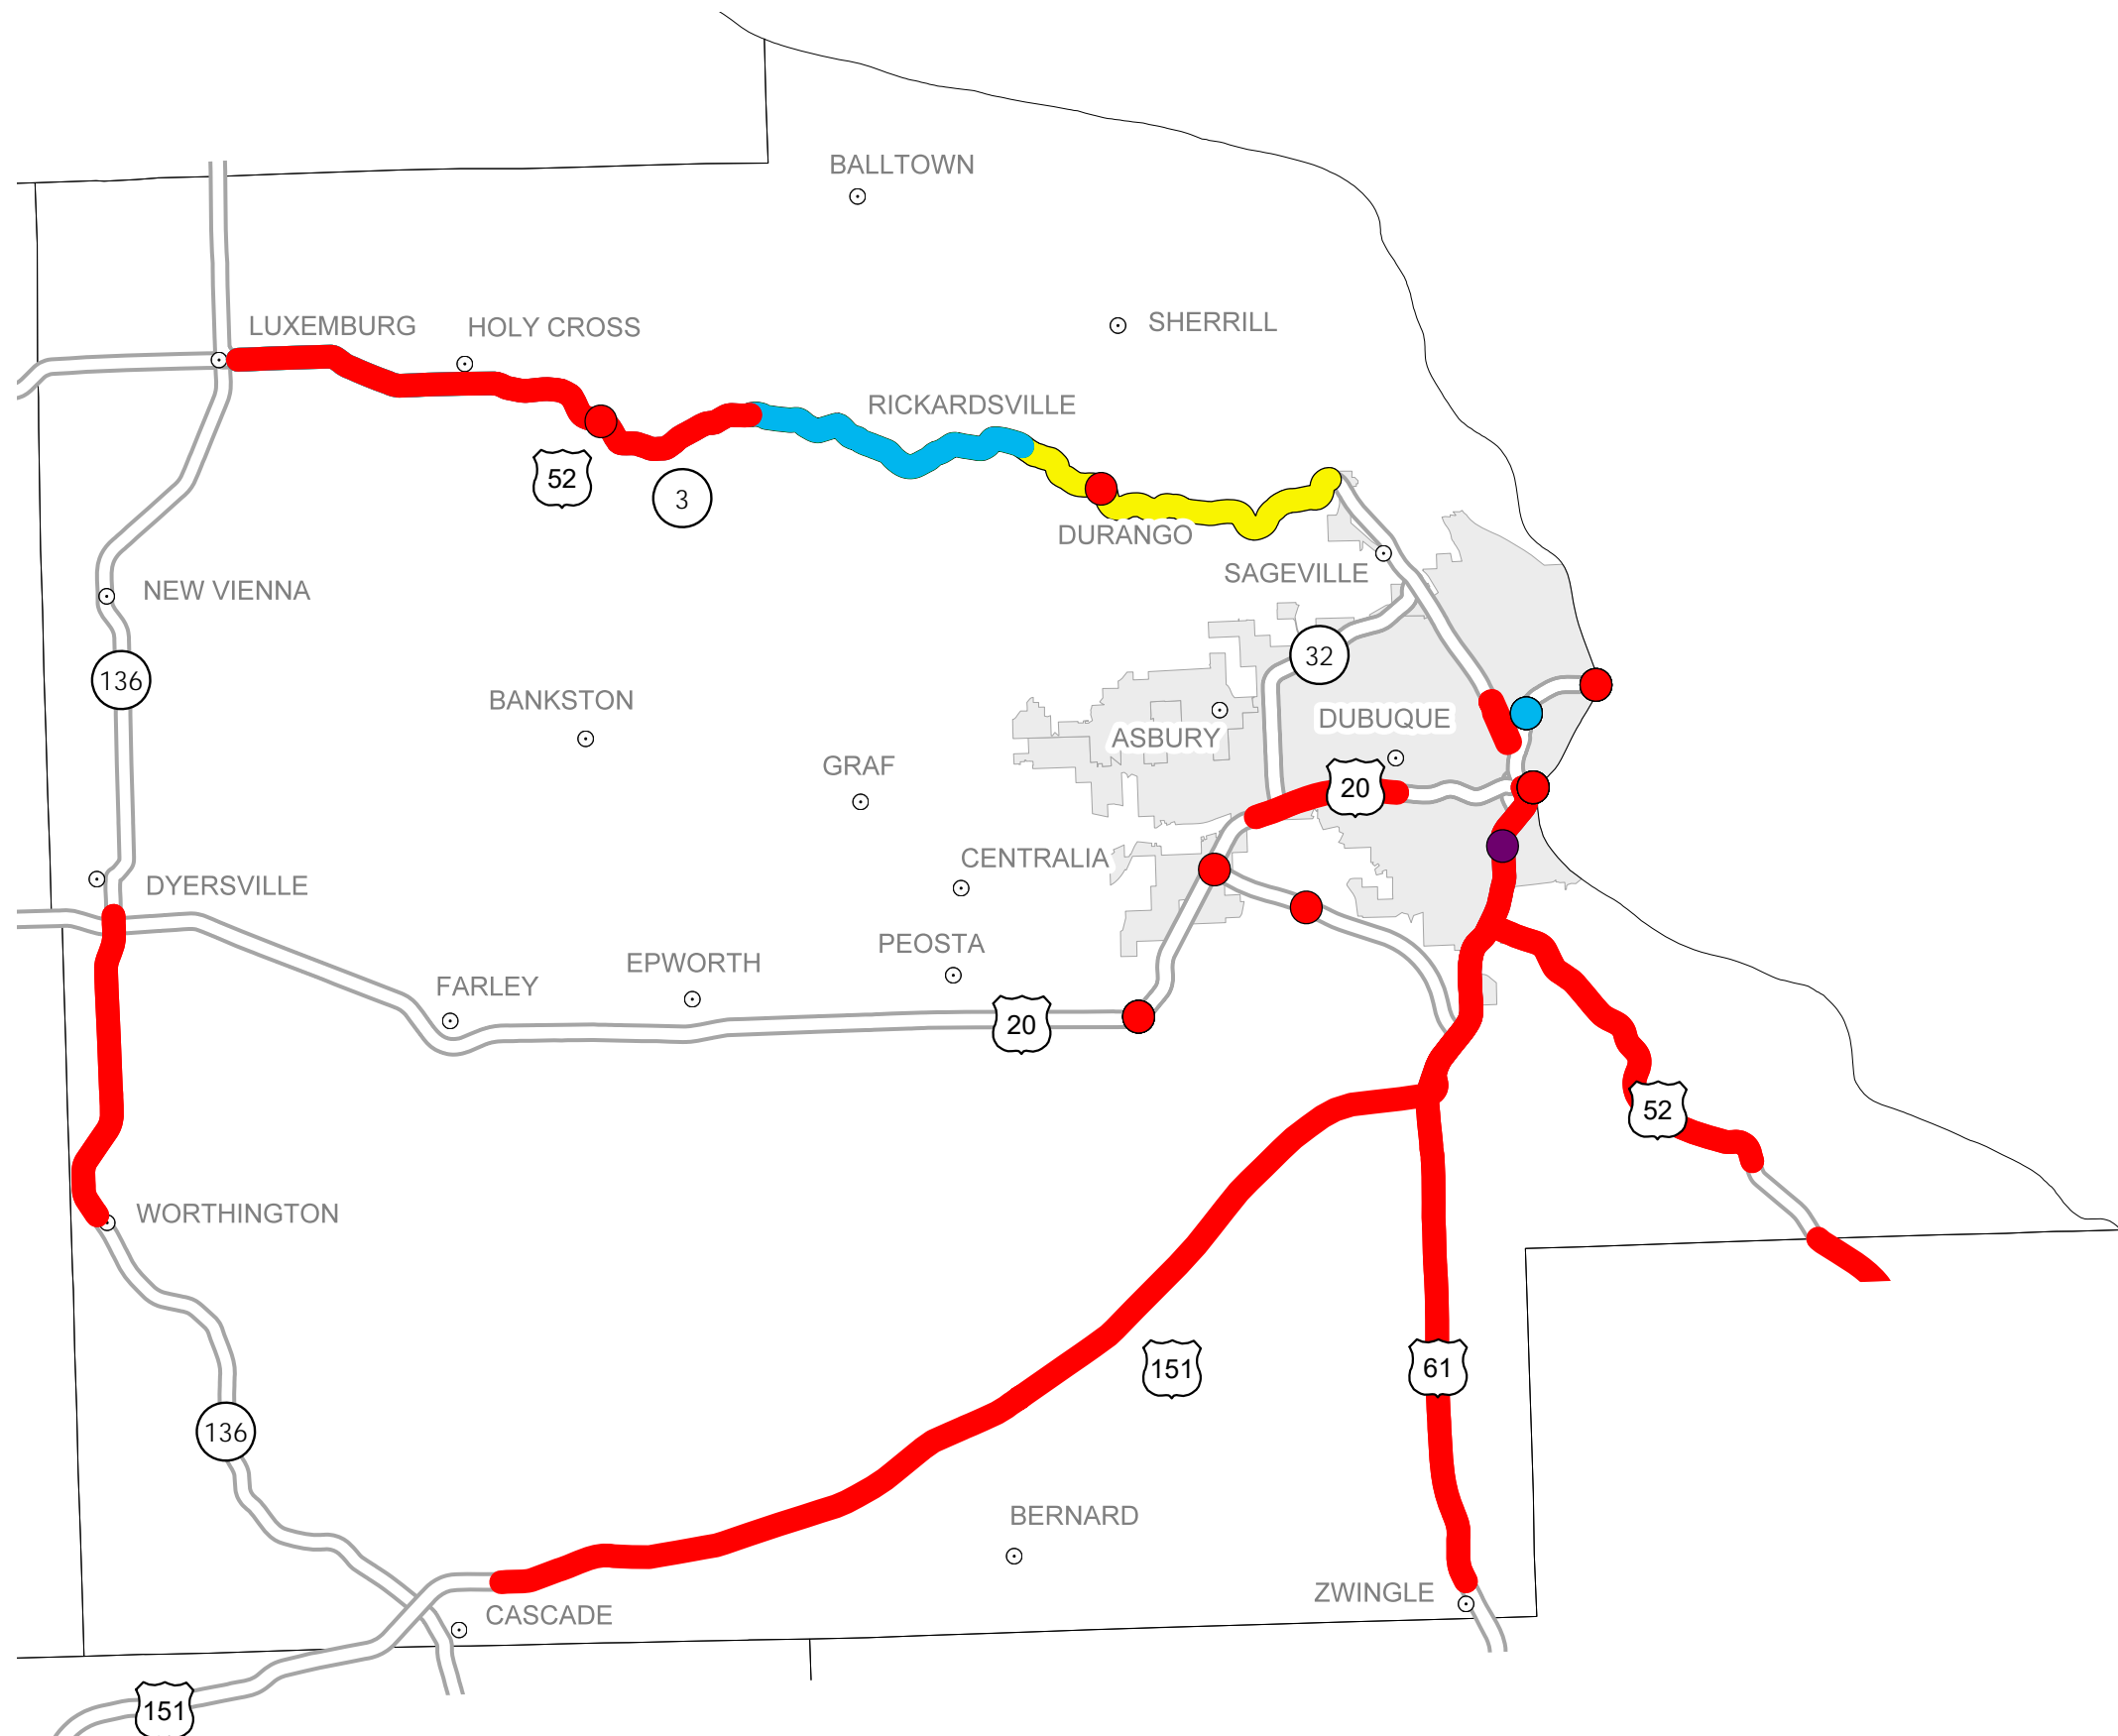 BALLTOWN
SHERRILL
LUXEMBURG
HOLY CROSS
RICKARDSVILLE
52
3
DURANGO
SAGEVILLE
NEW VIENNA
136
32
BANKSTON
DUBUQUE
ASBURY
GRAF
20
CENTRALIA
DYERSVILLE
PEOSTA
EPWORTH
FARLEY
20
52
WORTHINGTON
151
61
136
BERNARD
ZWINGLE
CASCADE
151